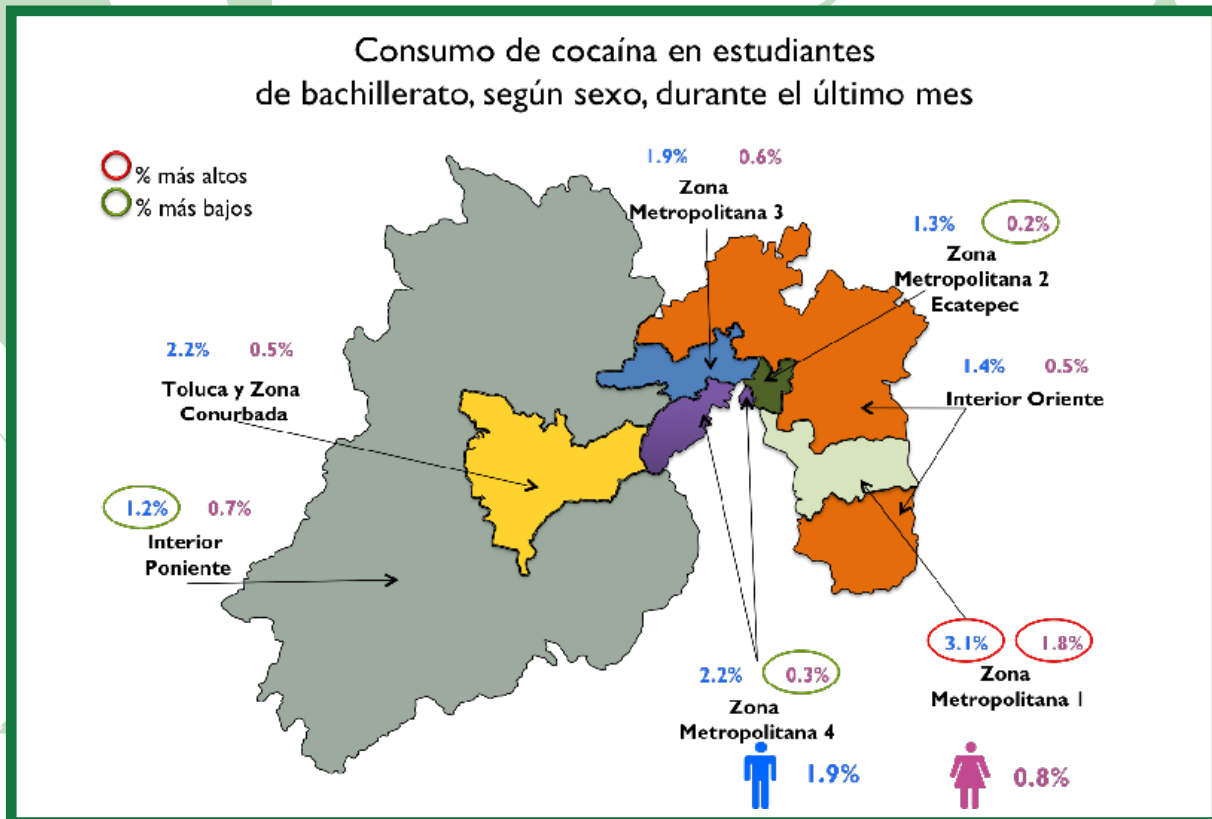 Consumo de cocaína en estudiantes
de bachillerato, según sexo, durante el último mes
% más altos
% más bajos
1.9% 0.6%
Zona
Metropolitana 3
1.3% 0.2%
Zona
Metropolitana 2
Ecatepec
2.2% 0.5%
Toluca y Zona
Conurbada
1.4% 0.5%
Interior Oriente
1.2% 0.7%
Interior
Poniente
3.1% 1.8%
Zona
Metropolitana 1
2.2% 0.3%
Zona
Metropolitana 4
1.9% 0.8%